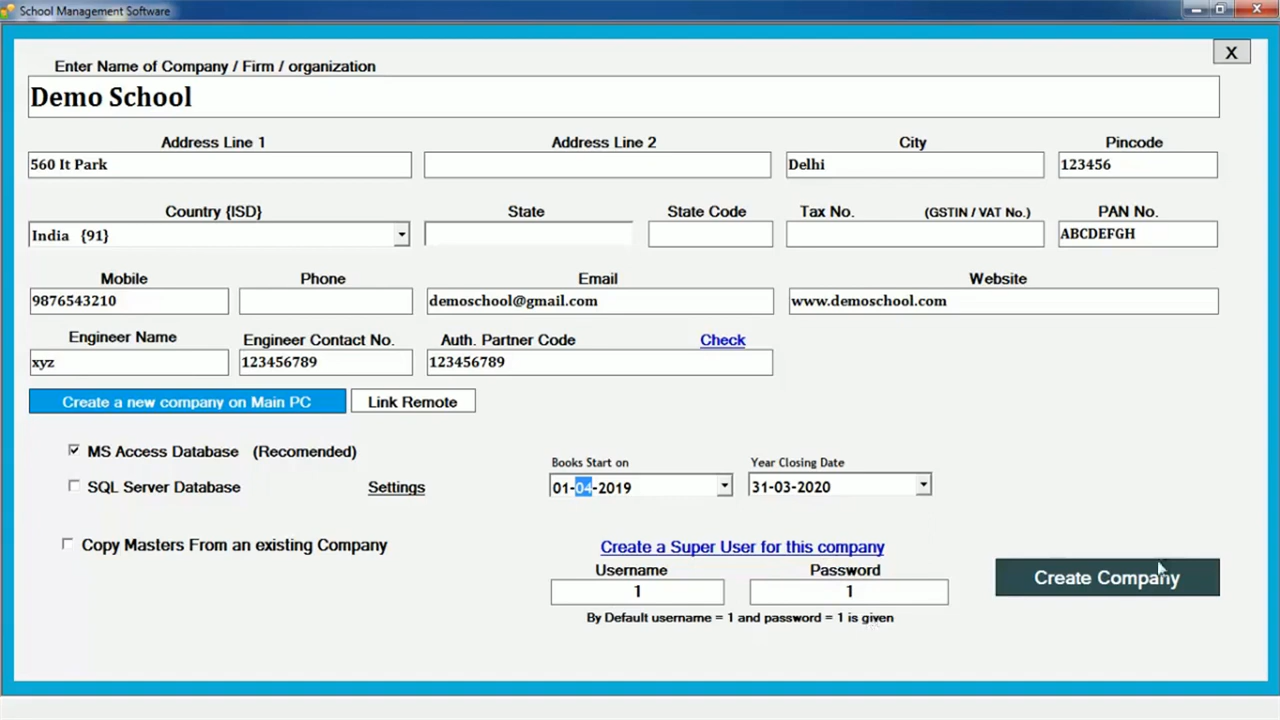 School Management Software
X
Enter Name of Company / Firm / organization
Demo School
Address Line 1 Address Line 2 City Pincode
560 It Park Delhi 123456
Country {ISD} State State Code Tax No. (GSTIN / VAT No.) PAN No.
India {91} ABCDEFGH
Mobile Phone Email Website
9876543210 demoschool@gmail.com www.demoschool.com
Engineer Name Engineer Contact No. Auth. Partner Code Check
xyz 123456789 123456789
Create a new company on Main PC Link Remote
MS Access Database (Recomended)
Books Start on Year Closing Date
SQL Server Database Settings 01-04-2019 31-03-2020
Copy Masters From an existing Company Create a Super User for this company
Username Password
Create Company
1 1
By Default username = 1 and password = 1 is given